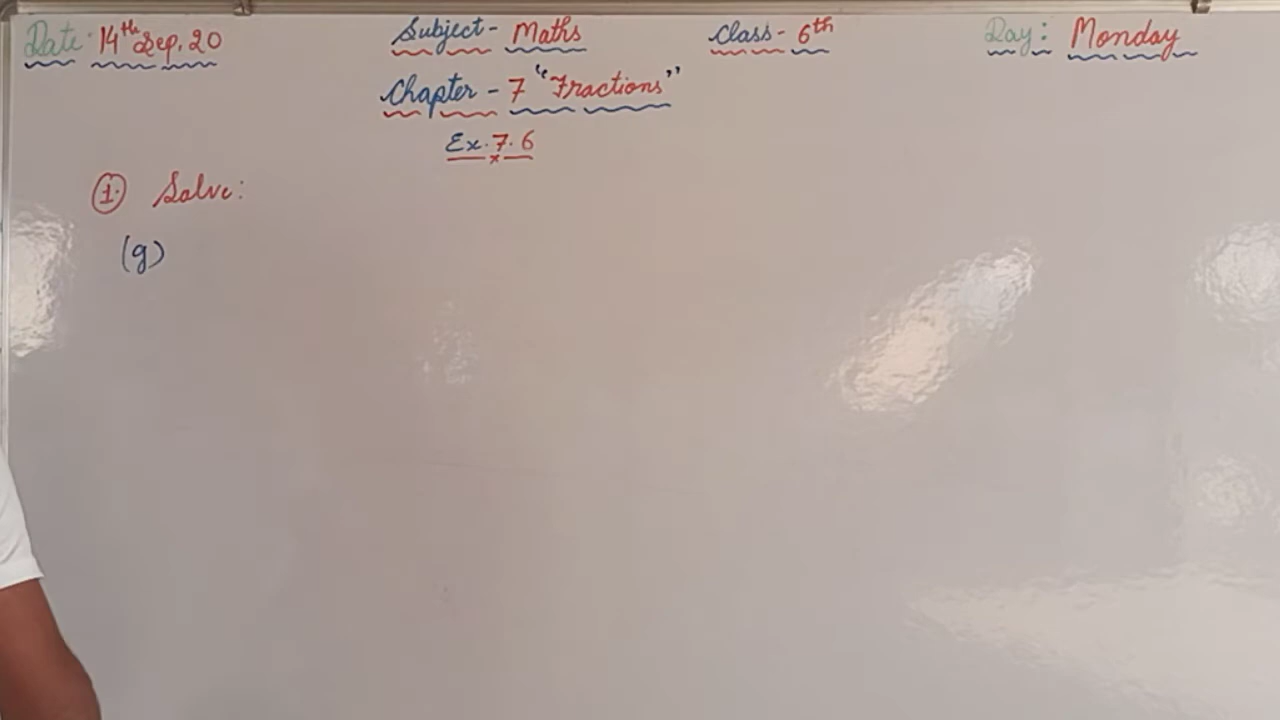 Date: 14th Sep. 20 Subject- Maths Class- 6th Day: Monday
Chapter - 7 "Fractions"
Ex. 7.6
1. Solve:
(g)